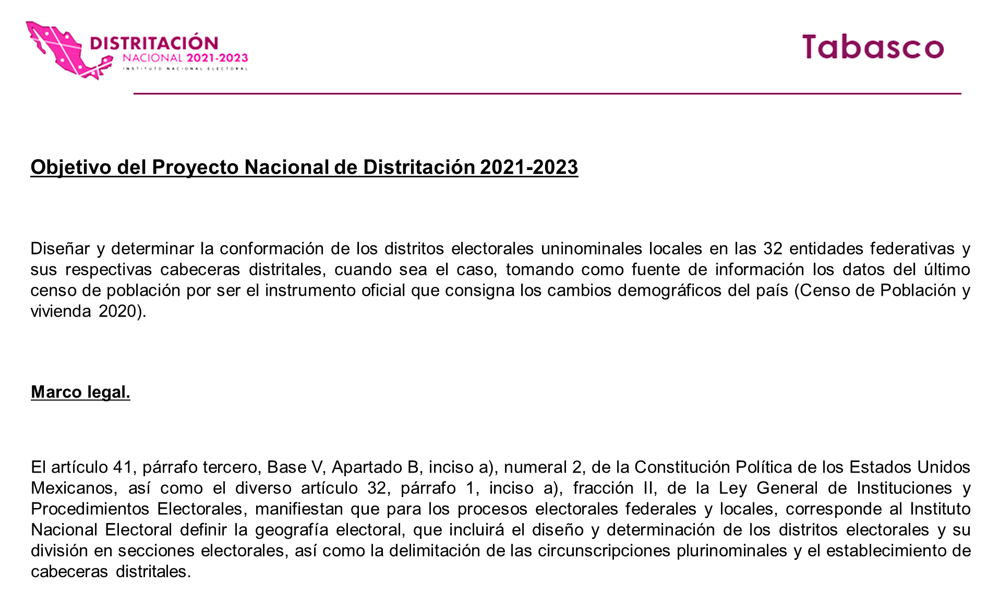 DISTRITACIÓN
NACIONAL 2021-2023
INSTITUTO NACIONAL ELECTORAL
Tabasco
Objetivo del Proyecto Nacional de Distritación 2021-2023
Diseñar y determinar la conformación de los distritos electorales uninominales locales en las 32 entidades federativas y
sus respectivas cabeceras distritales, cuando sea el caso, tomando como fuente de información los datos del último
censo de población por ser el instrumento oficial que consigna los cambios demográficos del país (Censo de Población y
vivienda 2020).
Marco legal.
El artículo 41, párrafo tercero, Base V, Apartado B, inciso a), numeral 2, de la Constitución Política de los Estados Unidos
Mexicanos, así como el diverso artículo 32, párrafo 1, inciso a), fracción II, de la Ley General de Instituciones y
Procedimientos Electorales, manifiestan que para los procesos electorales federales y locales, corresponde al Instituto
Nacional Electoral definir la geografía electoral, que incluirá el diseño y determinación de los distritos electorales y su
división en secciones electorales, así como la delimitación de las circunscripciones plurinominales y el establecimiento de
cabeceras distritales.